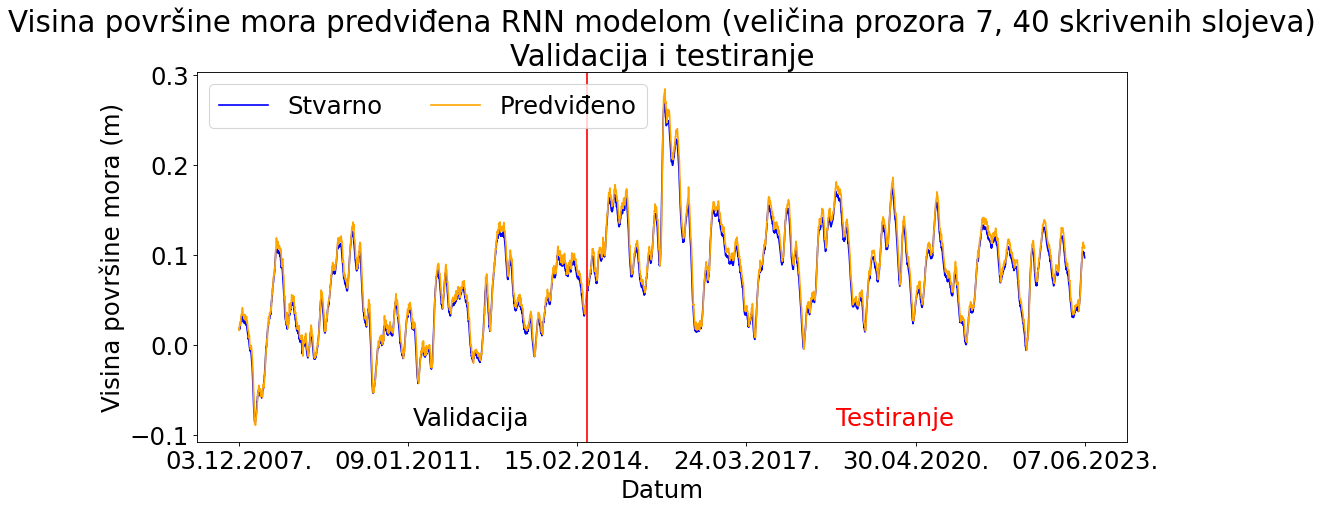 Visina površine mora predviđena RNN modelom (veličina prozora 7, 40 skrivenih slojeva)
Validacija i testiranje
Stvarno
Predviđeno
Visina površine mora (m)
0.3
0.2
0.1
0.0
−0.1
Validacija
Testiranje
03.12.2007.
09.01.2011.
15.02.2014.
24.03.2017.
30.04.2020.
07.06.2023.
Datum